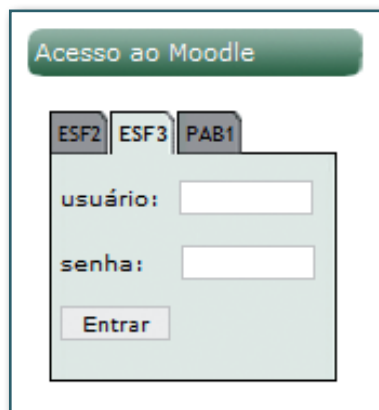 Acesso ao Moodle
ESF2 ESF3 PAB1
usuário:
senha:
Entrar